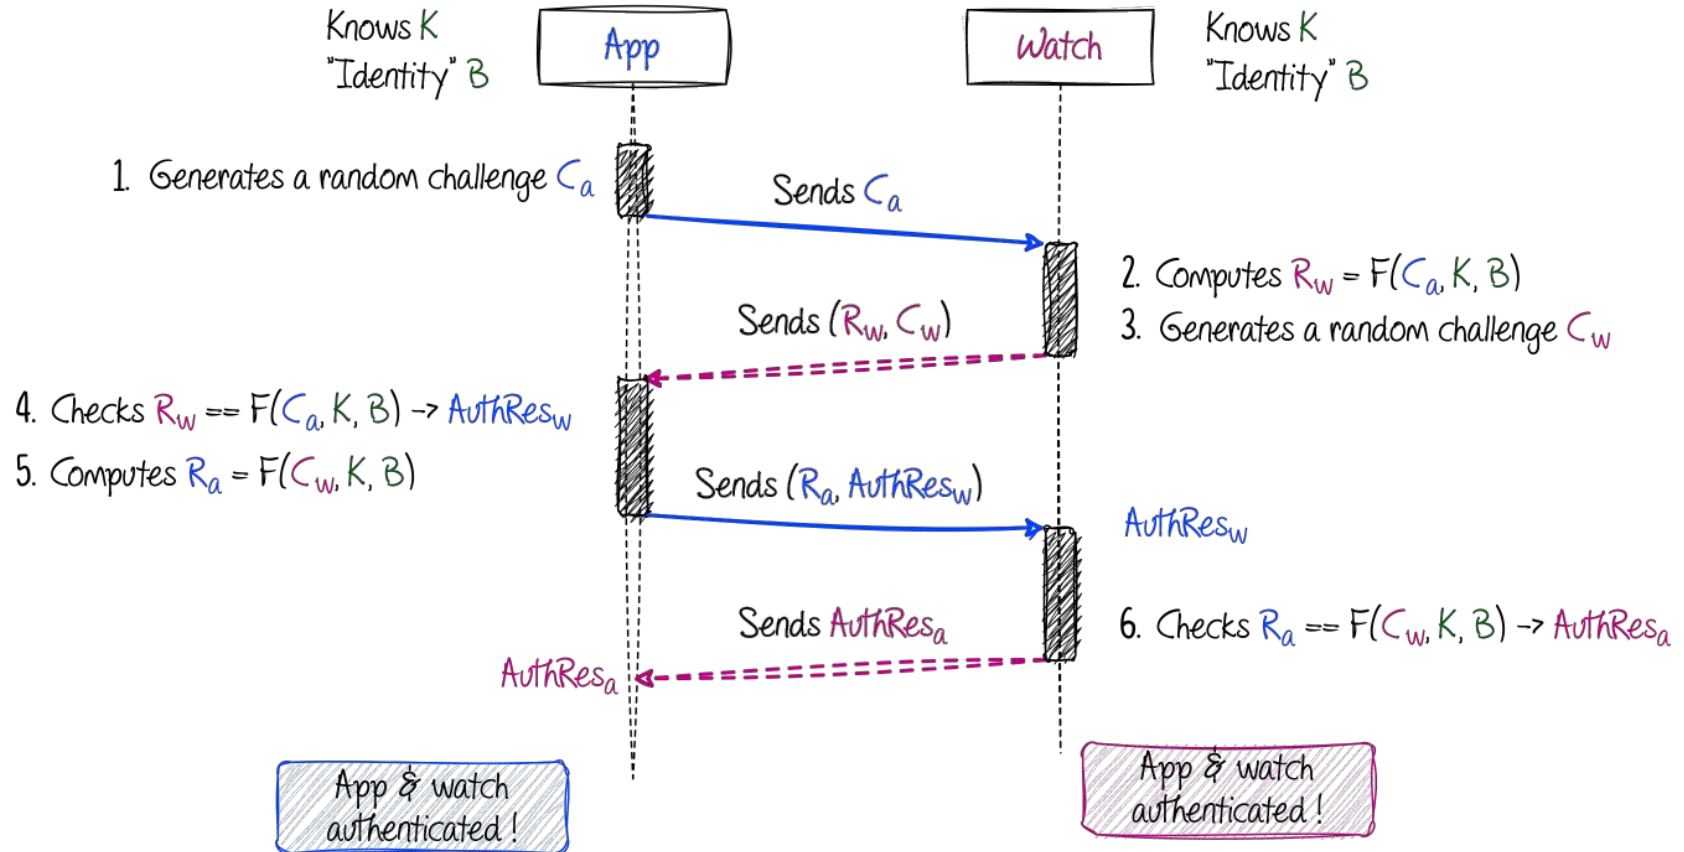 Knows K
"Identity" B
App
Watch
Knows K
"Identity" B
1. Generates a random challenge Ca
Sends Ca
2. Computes Rw = F(Ca, K, B)
3. Generates a random challenge Cw
Sends (Rw, Cw)
4. Checks Rw == F(Ca, K, B) -> AuthResw
5. Computes Ra = F(Cw, K, B)
Sends (Ra, AuthResw)
AuthResw
6. Checks Ra == F(Cw, K, B) -> AuthResa
Sends AuthResa
AuthResa
App & watch
authenticated !
App & watch
authenticated !